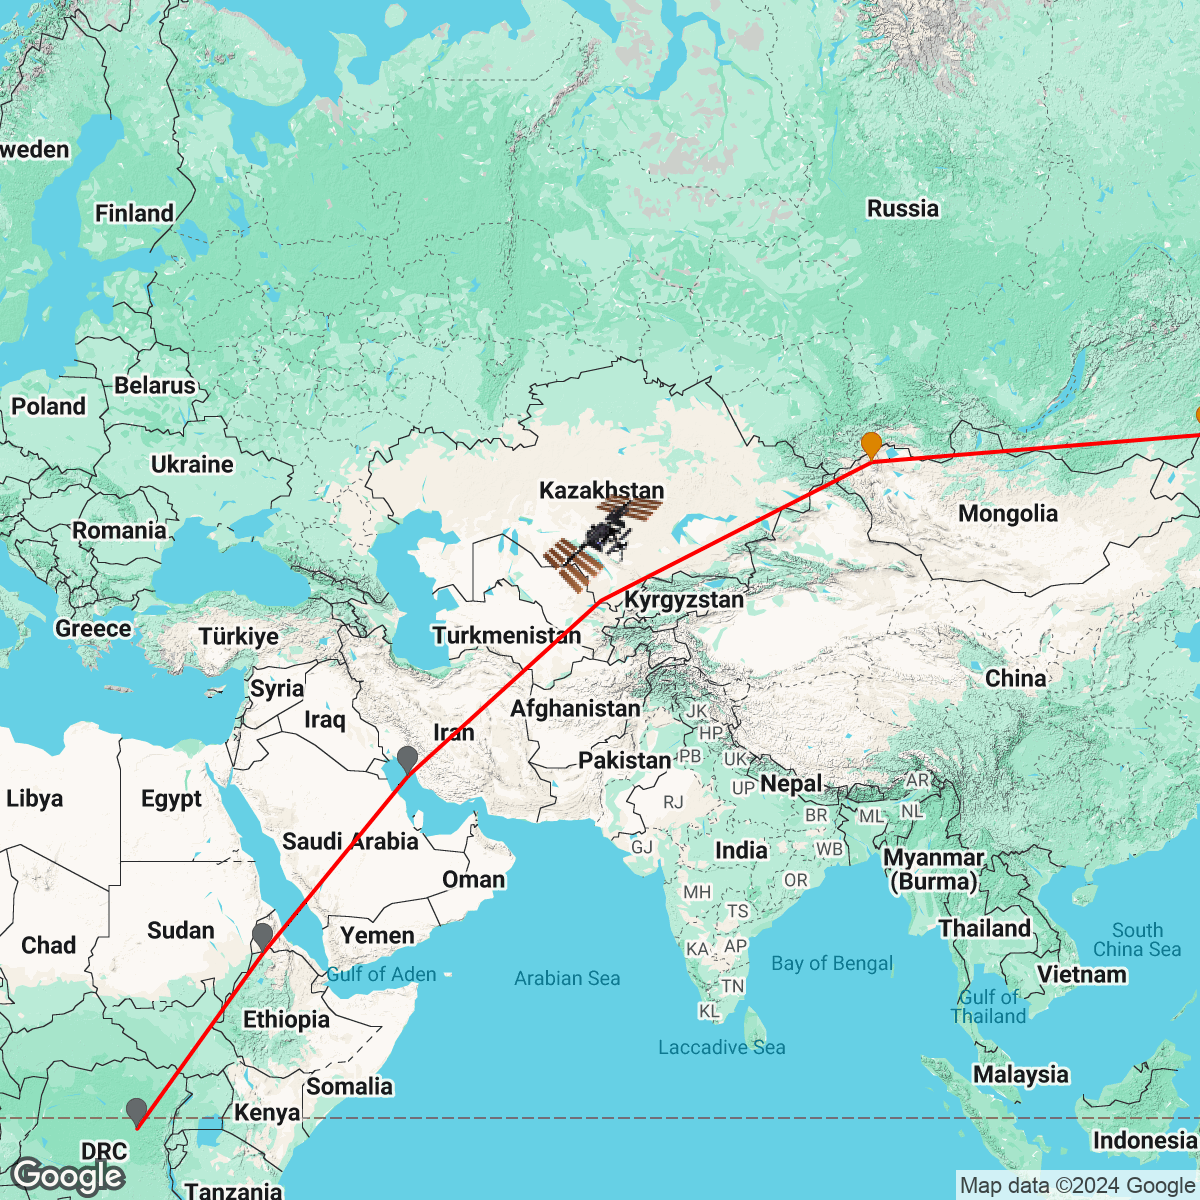 weden
Finland
Russia
Belarus
Poland
Ukraine
Kazakhstan
Romania
Mongolia
Kyrgyzstan
Greece
Türkiye
Turkmenistan
Syria
China
Iraq
Afghanistan
JK
Iran
HP
Pakistan
PB
UK
Nepal
AR
UP
Libya
Egypt
RJ
BR
ML
NL
Saudi Arabia
GJ
India
WB
Myanmar
(Burma)
Oman
MH
OR
TS
Thailand
South
China Sea
Chad
Sudan
Yemen
KA
AP
Gulf of Aden
Arabian Sea
Bay of Bengal
Vietnam
TN
Gulf of
Thailand
KL
Ethiopia
Laccadive Sea
Somalia
Malaysia
Kenya
DRC
Indonesia
Google
Tanzania
Map data ©2024 Google